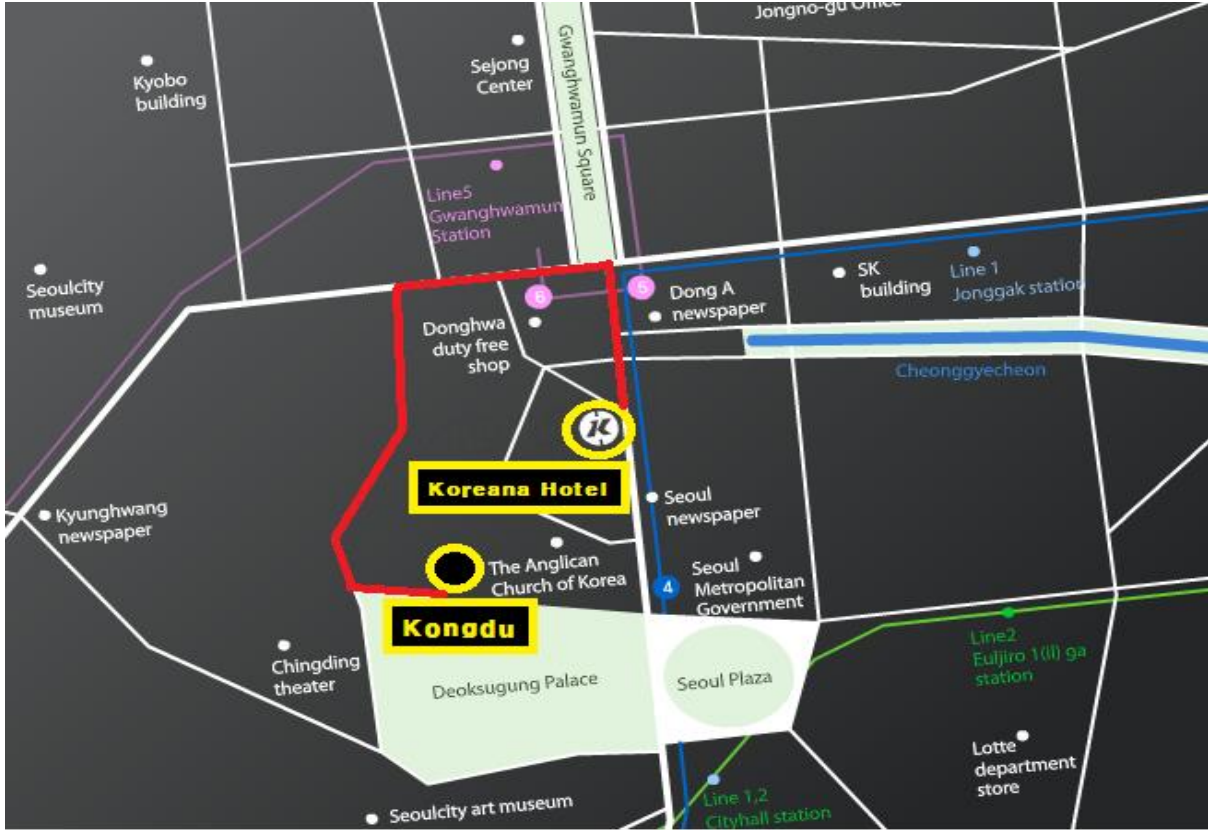 Jongno-gu Office
Kyobo
building
Sejong
Center
Gwanghwamun Square
Line5
Gwanghwamun
Station
Seoulcity
museum
6
5
Dong A
newspaper
SK
building
Line 1
Jonggak station
Donghwa
duty free
shop
Cheonggyecheon
K
Koreana Hotel
Kyunghwang
newspaper
Seoul
newspaper
The Anglican
Church of Korea
Seoul
Metropolitan
Government
4
Kongdu
Chingding
theater
Deoksugung Palace
Seoul Plaza
Line2
Euljiro 1(il) ga
station
Lotte
department
store
Seoulcity art museum
Line 1,2
Cityhall station